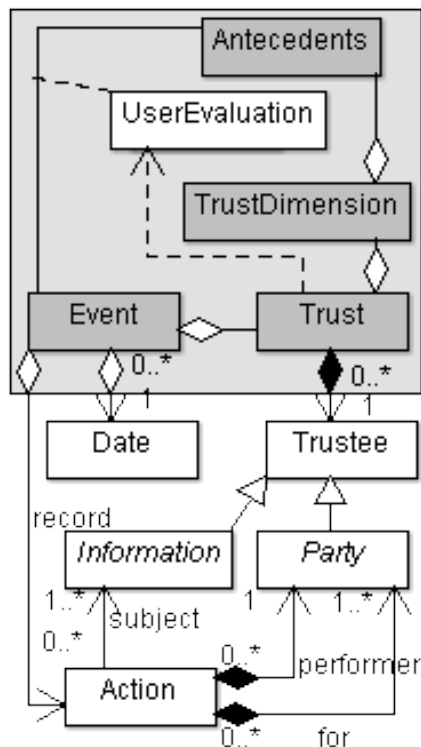 Antecedents
UserEvaluation
TrustDimension
Event
Trust
0..*
0..*
1
1
Date
Trustee
record
Information
Party
1..*
1
1..*
subject
0..*
0..*
performer
Action
0..*
for